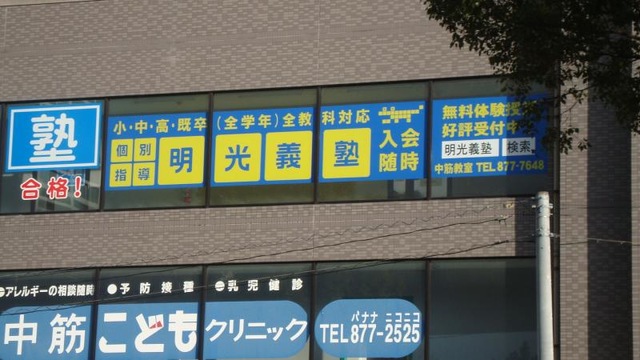 塾
合格!
小・中・高・既卒(全学年)全教科対応
個別
指導
明光義塾
入会
随時
無料体験授
好評受付中
明光義塾 検索
中筋教室 TEL 877-7648
●アレルギーの相談随時 ●予防接種 ●乳児健診
中筋こどもクリニック
パナナ ニコニコ
TEL877-2525